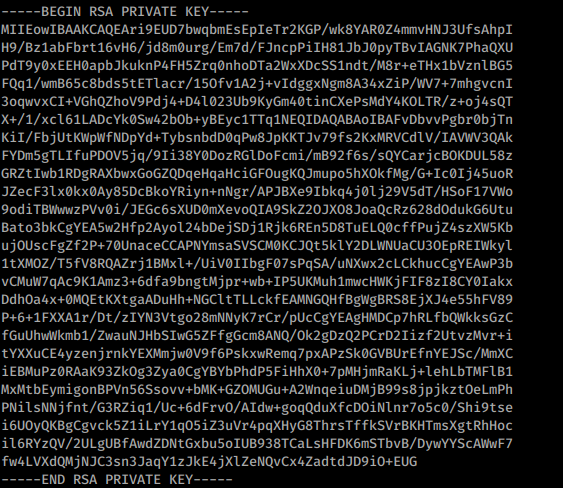 -----BEGIN RSA PRIVATE KEY-----
MIIEowIBAAKCAQEAri9EUD7bwqbmEsEpIeTr2KGP/wk8YAR0Z4mmvHNJ3UfsAhpI
H9/Bz1abFbrt16vH6/jd8m0urg/Em7d/FJncpPiIH81JbJ0pyTBvIAGNK7PhaQXU
PdT9y0xEEH0apbJkuknP4FH5Zrq0nhoDTa2WxXDcSS1ndt/M8r+eTHx1bVznlBG5
FQq1/wmB65c8bds5tETlacr/15Ofv1A2j+vIdggxNgm8A34xZiP/WV7+7mhgvcnI
3oqwvxCI+VGhQZhoV9Pdj4+D4l023Ub9KyGm40tinCXePsMdY4KOLTR/z+oj4sQT
X+/1/xcl61LADcYk0Sw42bOb+yBEyc1TTq1NEQIDAQABAoIBAFvDbvvPgbr0bjTn
KiI/FbjUtKWpWfNDpYd+TybsnbdD0qPw8JpKKTJv79fs2KxMRVCdlV/IAVWV3QAk
FYDm5gTLIfuPDOV5jq/9Ii38Y0DozRGlDoFcmi/mB92f6s/sQYCarjcBOKDUL58z
GRZtIwb1RDgRAXbwxGoGZQDqeHqaHciGFOugKQJmupo5hXOkfMg/G+Ic0Ij45uoR
JZecF3lx0kx0Ay85DcBkoYRiyn+nNgr/APJBXe9Ibkq4j0lj29V5dT/HSoF17VWo
9odiTBWwwzPVv0i/JEGc6sXUD0mXevoQIA9SkZ2OJXO8JoaQcRz628dOdukG6Utu
Bato3bkCgYEA5w2Hfp2Ayol24bDejSDj1Rjk6REn5D8TuELQ0cffPujZ4szXW5Kb
ujOUscFgZf2P+70UnaceCCAPNYmsaSVSCM0KCJQt5klY2DLWNUaCU3OEpREIWkyl
1tXMOZ/T5fV8RQAZrj1BMxl+/UiV0IIbgF07sPqSA/uNXwx2cLCkhucCgYEAwP3b
vCMuW7qAc9K1Amz3+6dfa9bngtMjpr+wb+IP5UKMuh1mwcHWKjFIF8zI8CY0Iakx
DdhOa4x+0MQEtKXtgaADuHh+NGCltTLLckfEAMNGQHfBgWgBRS8EjXJ4e55hFV89
P+6+1FXXA1r/Dt/zIYN3Vtgo28mNNyK7rCr/pUcCgYEAgHMDCp7hRLfbQWkksGzC
fGuUhwWkmb1/ZwauNJHbSIwG5ZFfgGcm8ANQ/Ok2gDzQ2PCrD2Iizf2UtvzMvr+i
tYXXuCE4yzenjrnkYEXMmjw0V9f6PskxwRemq7pxAPzSk0GVBUrEfnYEJSc/MmXC
iEBMuPz0RAaK93ZkOg3Zya0CgYBYbPhdP5FiHhX0+7pMHjmRaKLj+lehLbTMFlB1
MxMtbEymigonBPVn56Ssovv+bMK+GZOMUGu+A2WnqeiuDMjB99s8jpjkztOeLmPh
PNilsNNjfnt/G3RZiq1/Uc+6dFrvO/AIdw+goqQduXfcDOiNlnr7o5c0/Shi9tse
i6UOyQKBgCgvck5Z1iLrY1qO5iZ3uVr4pqXHyG8ThrsTffkSVrBKHTmsXgtRhHoc
il6RYzQV/2ULgUBfAwdZDNtGxbu5oIUB938TCaLsHFDK6mSTbvB/DywYYScAWwF7
fw4LVXdQMjNJC3sn3JaqY1zJkE4jXlZeNQvCx4ZadtdJD9iO+EUG
-----END RSA PRIVATE KEY-----